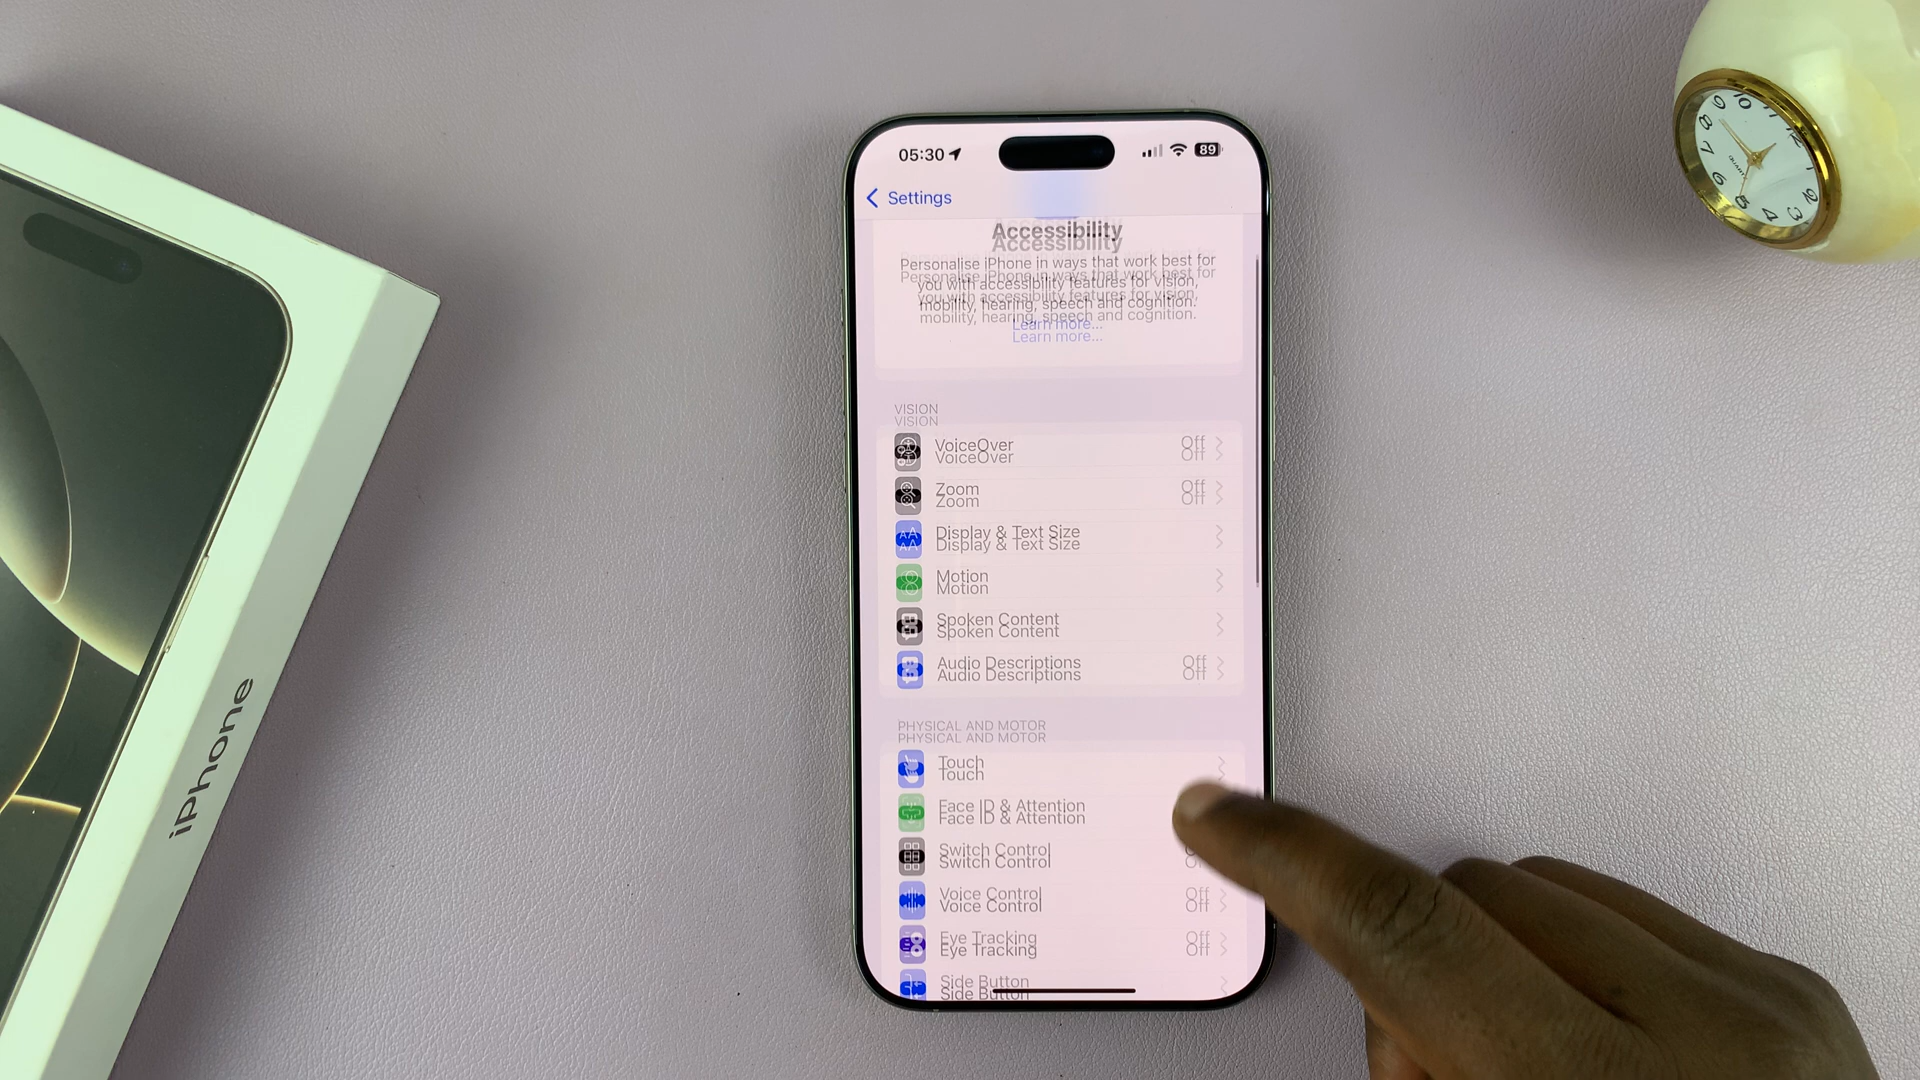 05:30
89
Settings
Accessibility
Personalise iPhone in ways that work best for
you with accessibility features for vision,
mobility, hearing, speech and cognition.
Learn more...
VISION
VoiceOver Off
Zoom Off
Display & Text Size
Motion
Spoken Content
Audio Descriptions Off
PHYSICAL AND MOTOR
Touch
Face ID & Attention
Switch Control
Voice Control Off
Eye Tracking Off
Side Button
iPhone